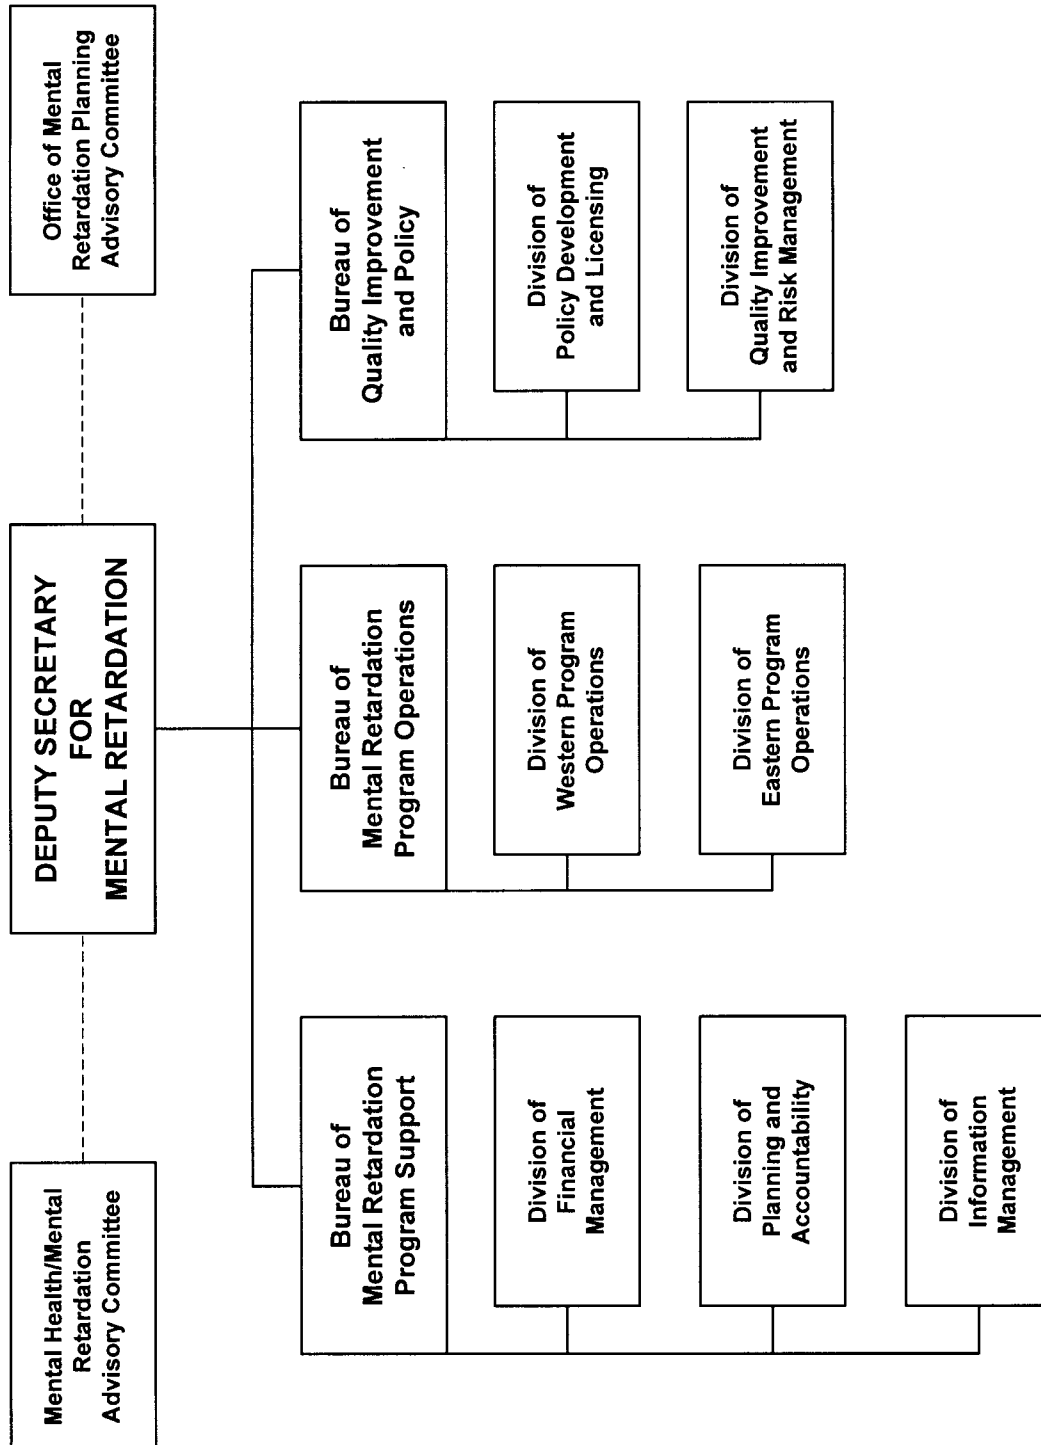 Mental Health/Mental
Retardation
Advisory Committee
DEPUTY SECRETARY
FOR
MENTAL RETARDATION
Office of Mental
Retardation Planning
Advisory Committee
Bureau of
Mental Retardation
Program Support
Division of
Financial
Management
Division of
Planning and
Accountability
Division of
Information
Management
Bureau of
Mental Retardation
Program Operations
Division of
Western Program
Operations
Division of
Eastern Program
Operations
Bureau of
Quality Improvement
and Policy
Division of
Policy Development
and Licensing
Division of
Quality Improvement
and Risk Management